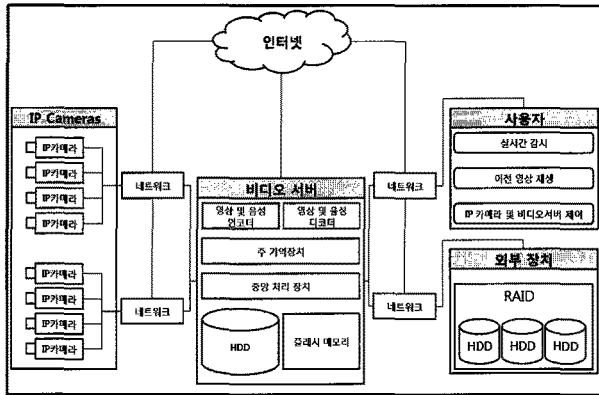 인터넷
IP Cameras
IP카메라
IP카메라
IP카메라
IP카메라
IP카메라
IP카메라
IP카메라
IP카메라
네트워크
네트워크
비디오 서버
영상 및 음성
인코더
영상 및 음성
디코더
주 기억장치
중앙 처리 장치
HDD
플래시 메모리
네트워크
네트워크
사용자
실시간 감시
이전 영상 재생
IP 카메라 및 비디오서버 제어
외부 장치
RAID
HDD
HDD
HDD